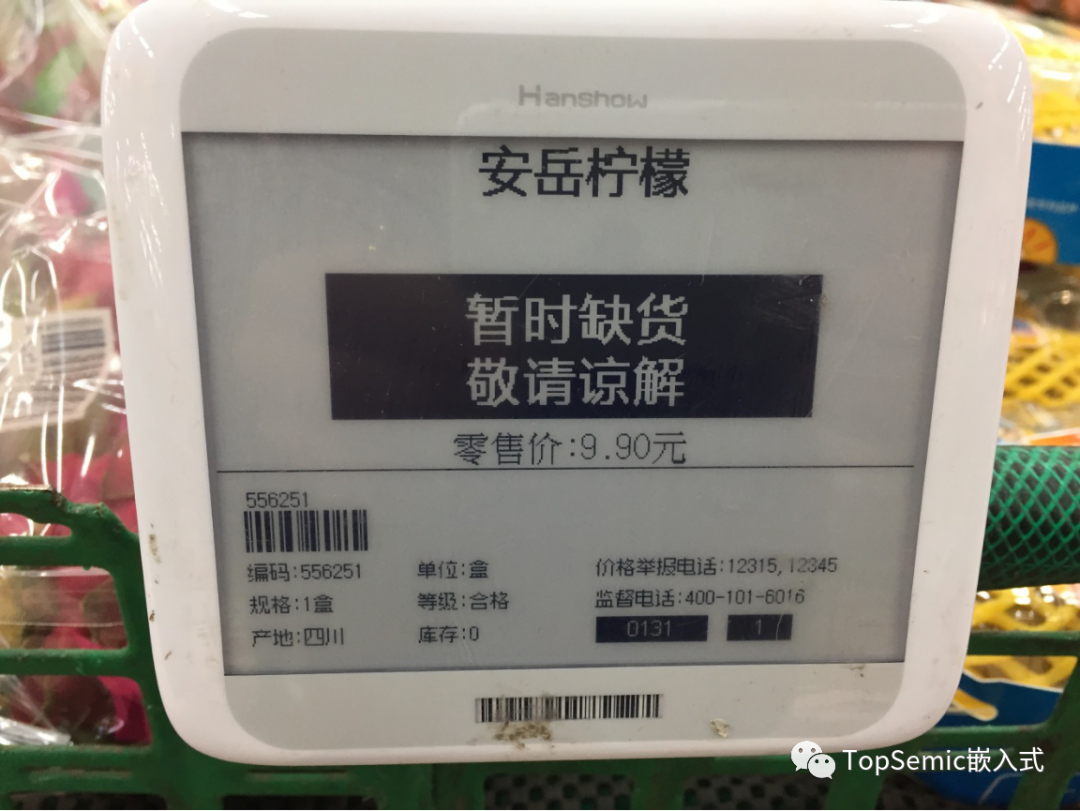 Hanshow
安岳柠檬
暂时缺货
敬请谅解
零售价:9.90元
556251
编码:556251 单位:盒 价格举报电话:12315,12345
规格:1盒 等级:合格 监督电话:400-101-6016
产地:四川 库存:0 0131 1
TopSemic嵌入式